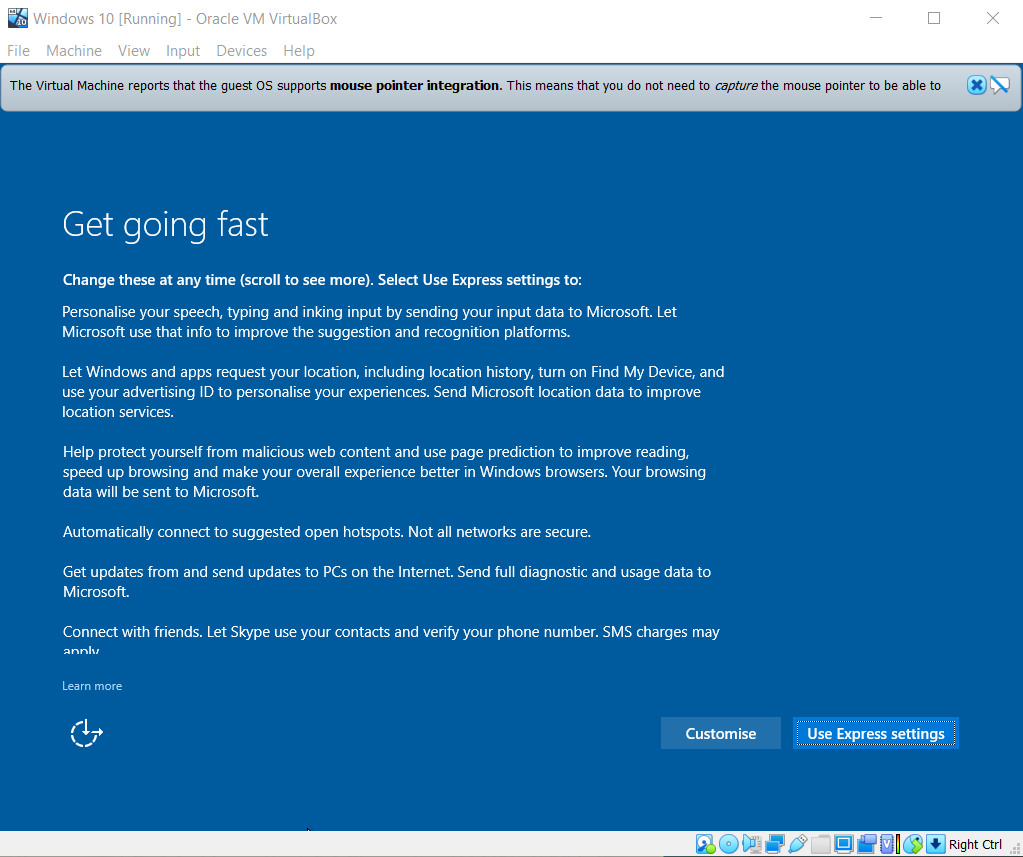 Windows 10 [Running] - Oracle VM VirtualBox
File Machine View Input Devices Help
The Virtual Machine reports that the guest OS supports mouse pointer integration. This means that you do not need to capture the mouse pointer to be able to
Get going fast
Change these at any time (scroll to see more). Select Use Express settings to:
Personalise your speech, typing and inking input by sending your input data to Microsoft. Let
Microsoft use that info to improve the suggestion and recognition platforms.
Let Windows and apps request your location, including location history, turn on Find My Device, and
use your advertising ID to personalise your experiences. Send Microsoft location data to improve
location services.
Help protect yourself from malicious web content and use page prediction to improve reading,
speed up browsing and make your overall experience better in Windows browsers. Your browsing
data will be sent to Microsoft.
Automatically connect to suggested open hotspots. Not all networks are secure.
Get updates from and send updates to PCs on the Internet. Send full diagnostic and usage data to
Microsoft.
Connect with friends. Let Skype use your contacts and verify your phone number. SMS charges may
apply
Learn more
Customise Use Express settings
Right Ctrl